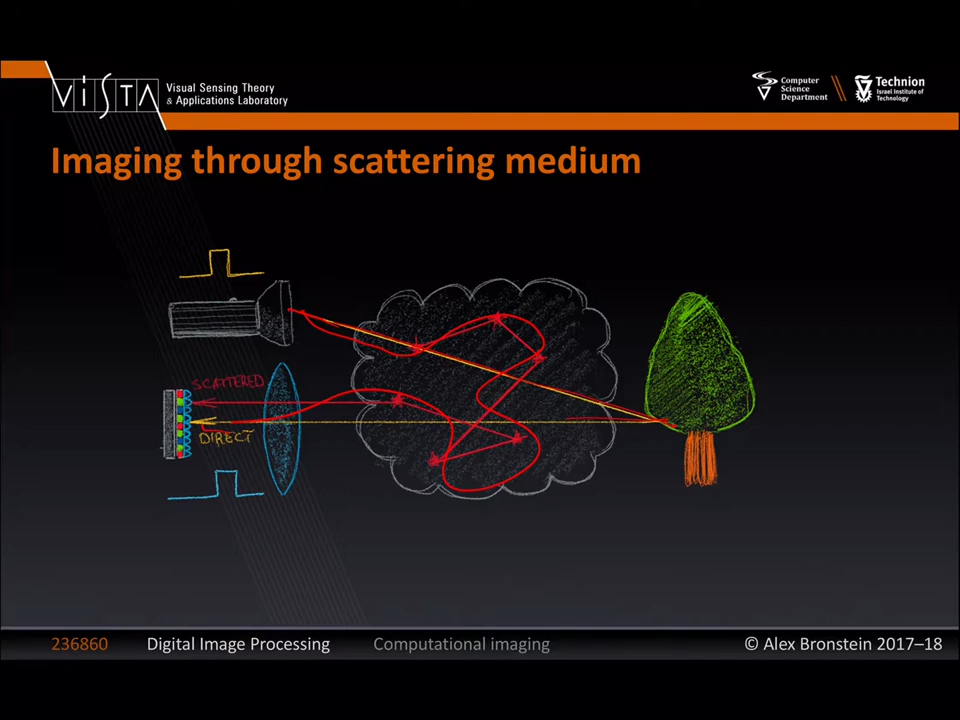 ViSTA
Visual Sensing Theory
& Applications Laboratory
Computer
Science
Department
Technion
Israel Institute of
Technology
Imaging through scattering medium
SCATTERED
DIRECT
236860 Digital Image Processing Computational imaging © Alex Bronstein 2017–18